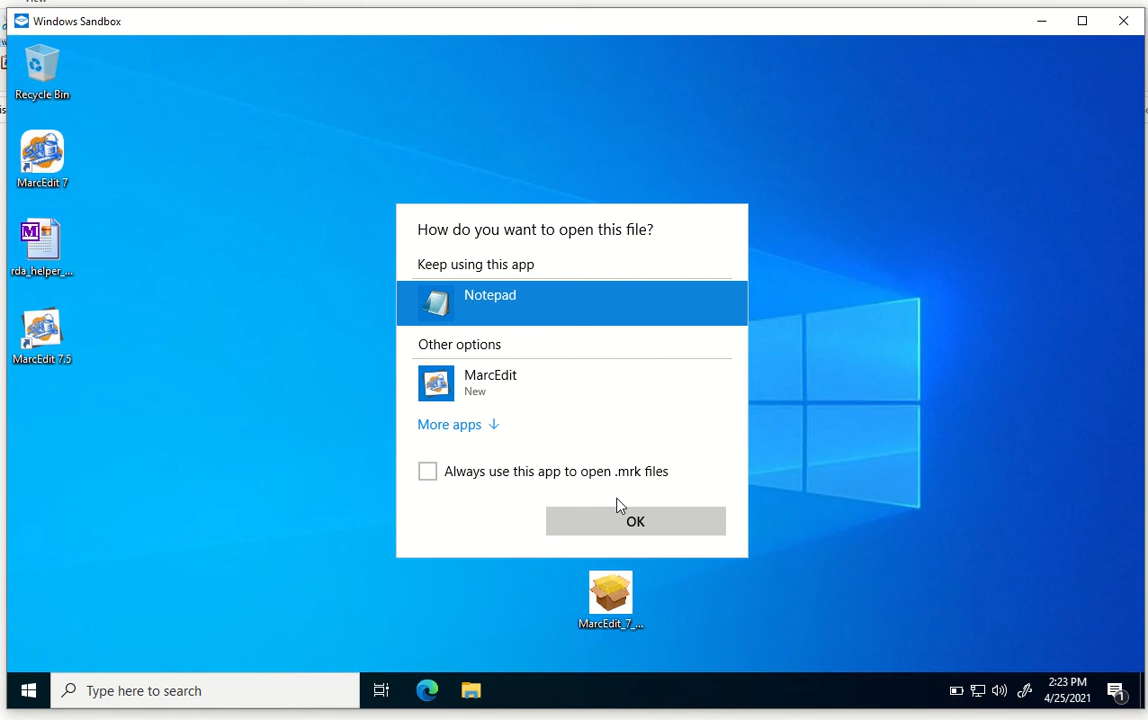 Windows Sandbox
Recycle Bin
MarcEdit 7
rda_helper_...
MarcEdit 7.5
How do you want to open this file?
Keep using this app
Notepad
Other options
MarcEdit
New
More apps
Always use this app to open .mrk files
OK
MarcEdit_7_...
Type here to search
2:23 PM
4/25/2021
1